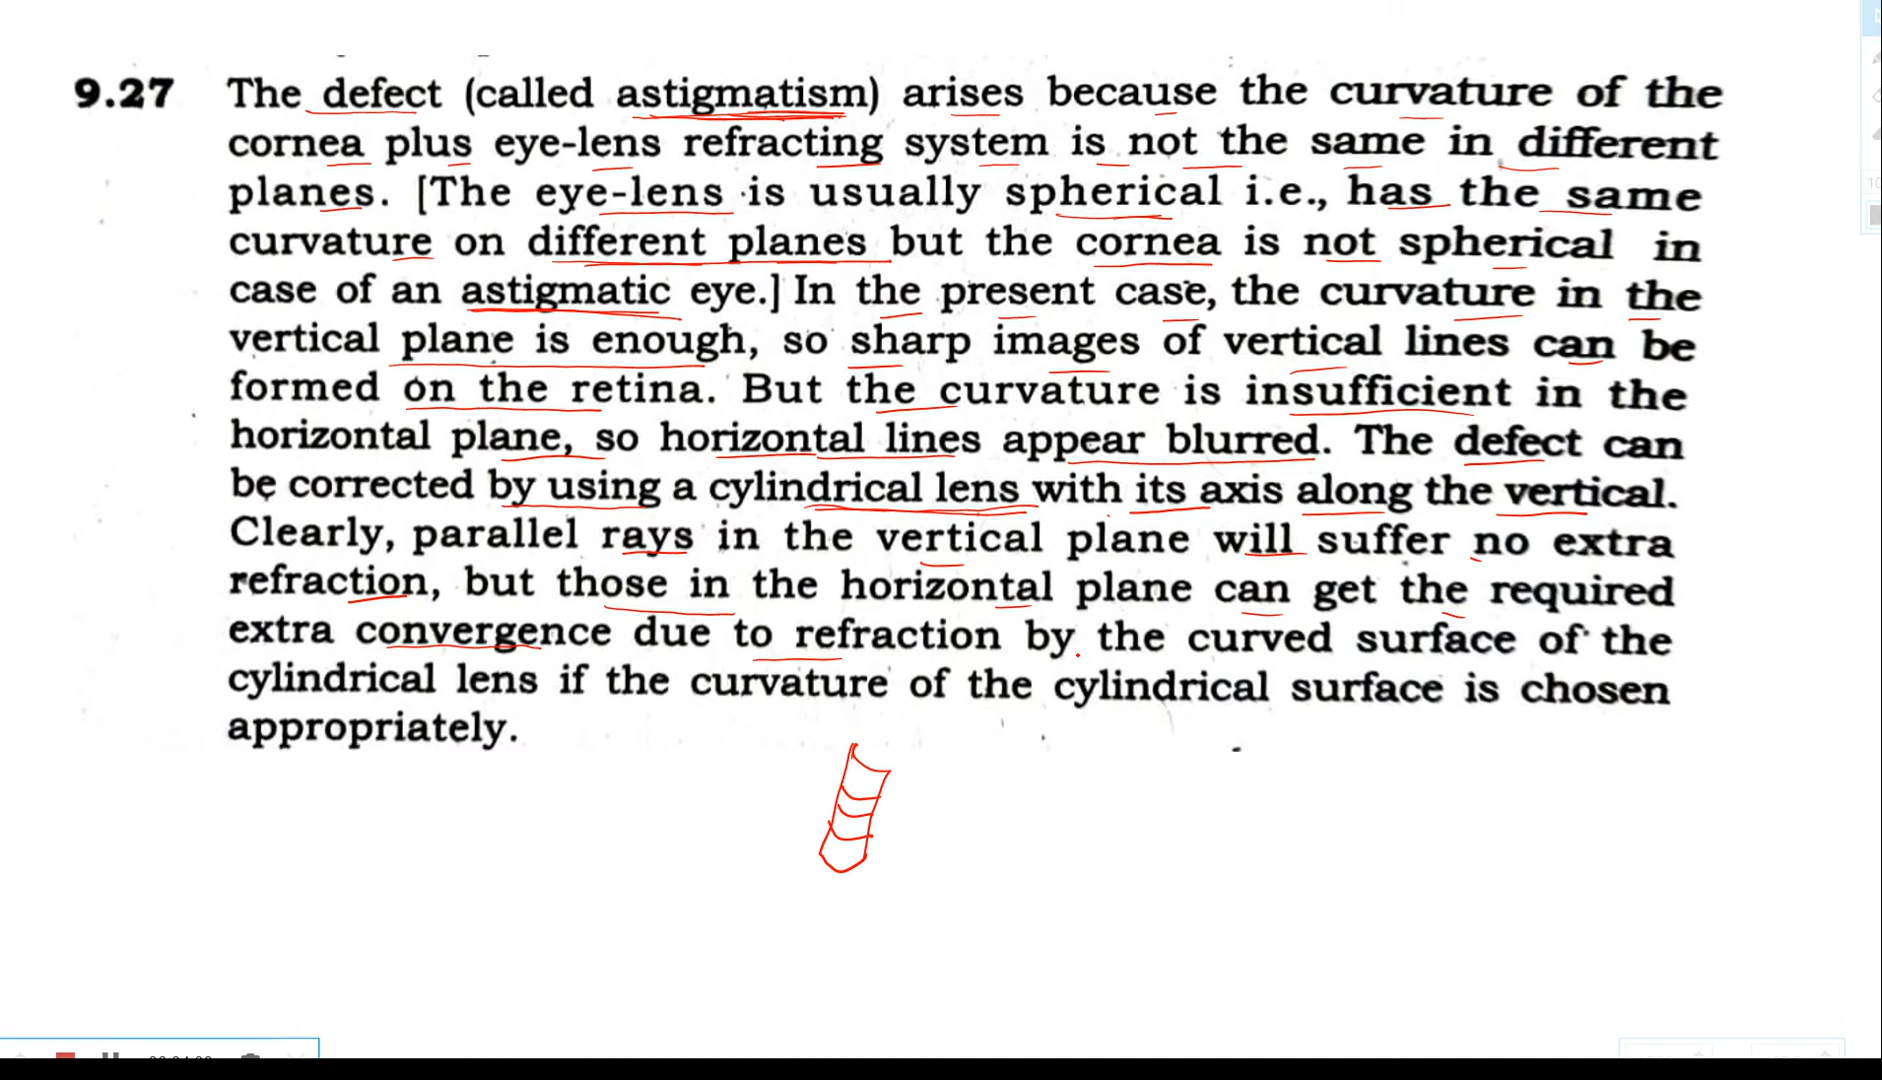 9.27 The defect (called astigmatism) arises because the curvature of the
cornea plus eye-lens refracting system is not the same in different
planes. [The eye-lens is usually spherical i.e., has the same
curvature on different planes but the cornea is not spherical in
case of an astigmatic eye.] In the present case, the curvature in the
vertical plane is enough, so sharp images of vertical lines can be
formed on the retina. But the curvature is insufficient in the
horizontal plane, so horizontal lines appear blurred. The defect can
be corrected by using a cylindrical lens with its axis along the vertical.
Clearly, parallel rays in the vertical plane will suffer no extra
refraction, but those in the horizontal plane can get the required
extra convergence due to refraction by the curved surface of the
cylindrical lens if the curvature of the cylindrical surface is chosen
appropriately.